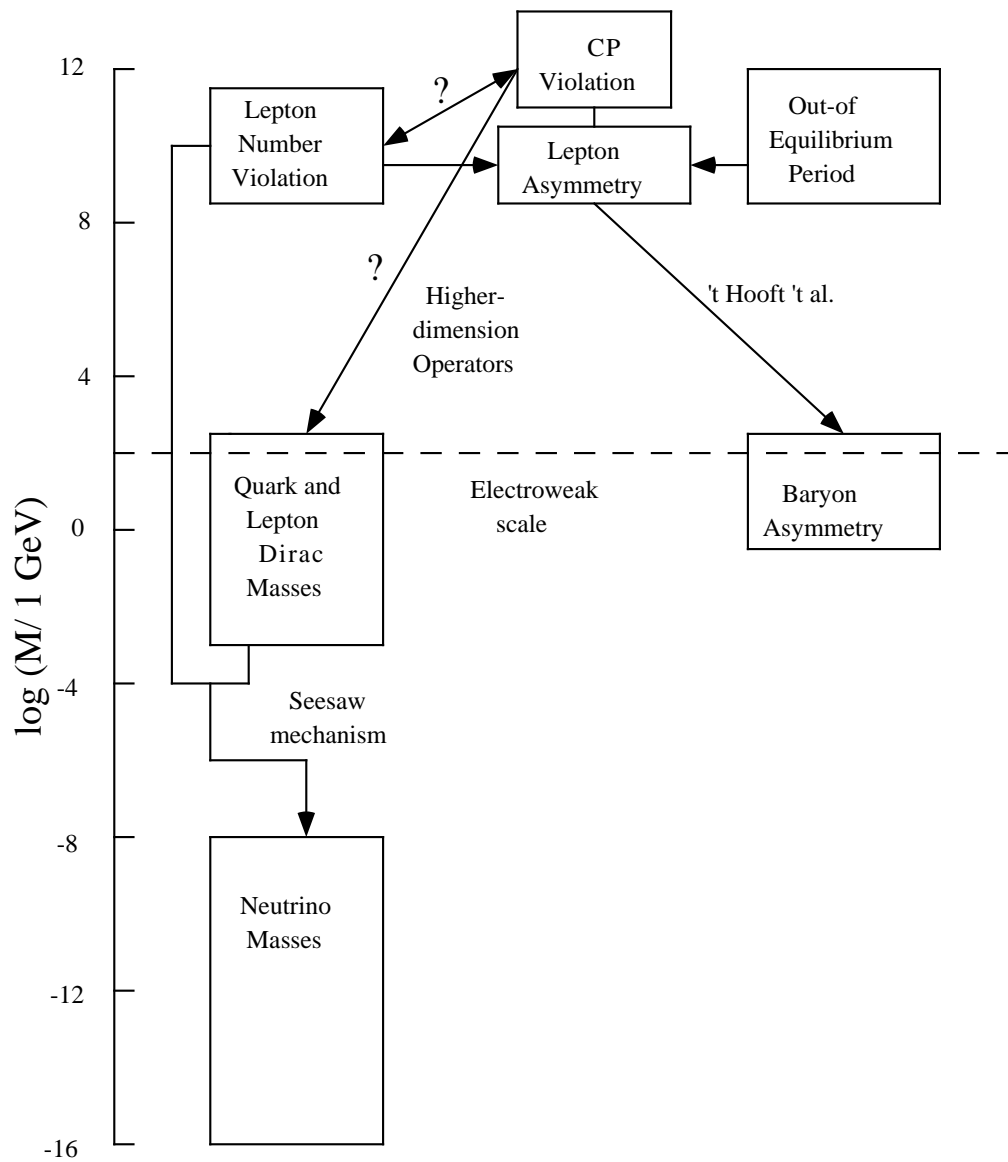 12
8
4
0
-4
-8
-12
-16
log (M/ 1 GeV)
Lepton
Number
Violation
?
CP
Violation
Lepton
Asymmetry
Out-of
Equilibrium
Period
?
Higher-
dimension
Operators
't Hooft 't al.
Quark and
Lepton
Dirac
Masses
Electroweak
scale
Baryon
Asymmetry
Seesaw
mechanism
Neutrino
Masses